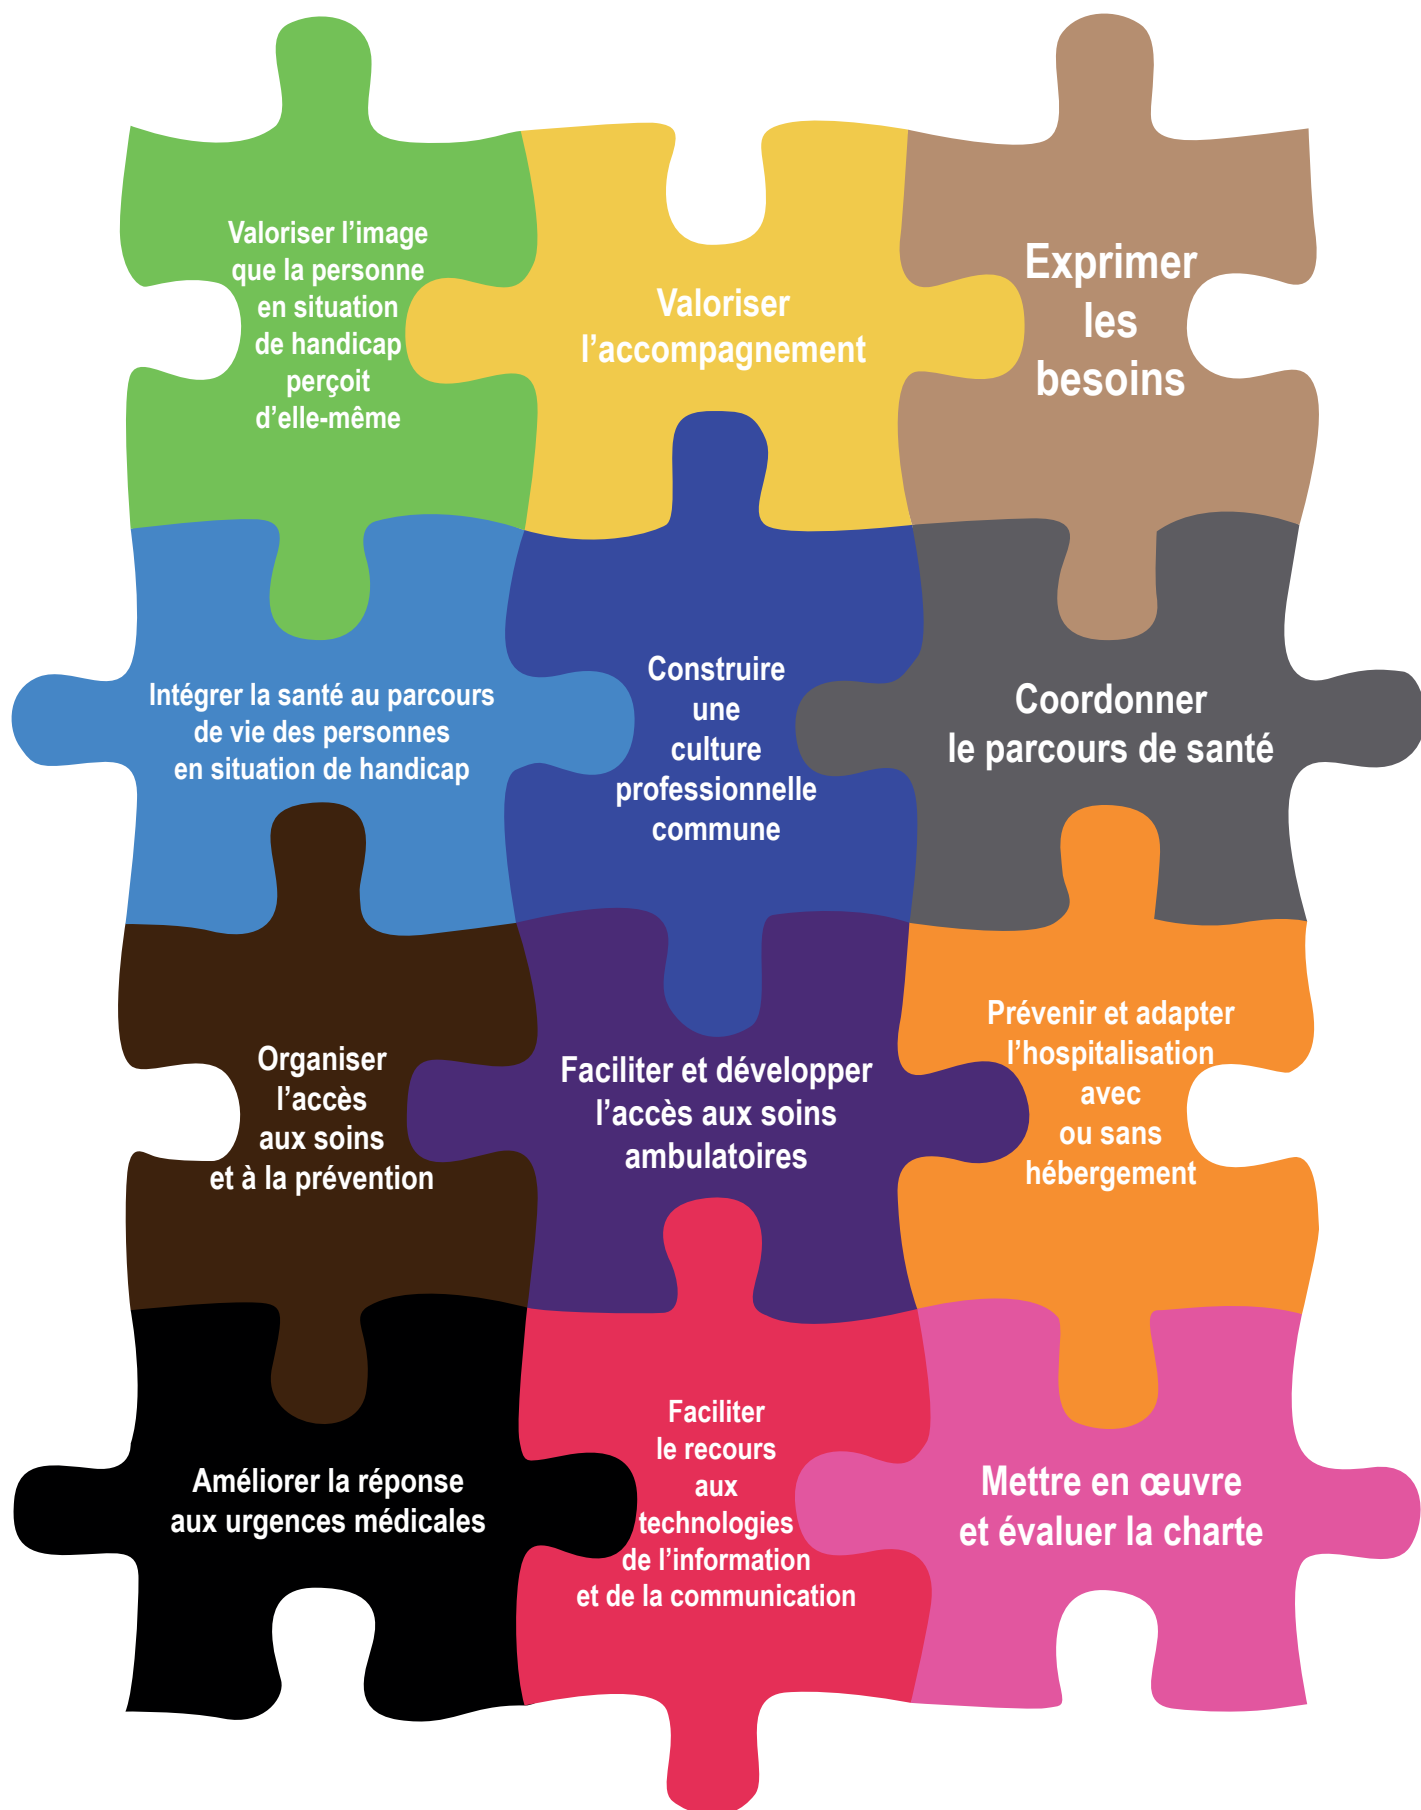 Valoriser l’image
que la personne
en situation
de handicap
perçoit
d’elle-même
Valoriser
l’accompagnement
Exprimer
les
besoins
Intégrer la santé au parcours
de vie des personnes
en situation de handicap
Construire
une
culture
professionnelle
commune
Coordonner
le parcours de santé
Organiser
l’accès
aux soins
et à la prévention
Faciliter et développer
l’accès aux soins
ambulatoires
Prévenir et adapter
l’hospitalisation
avec
ou sans
hébergement
Améliorer la réponse
aux urgences médicales
Faciliter
le recours
aux
technologies
de l’information
et de la communication
Mettre en œuvre
et évaluer la charte